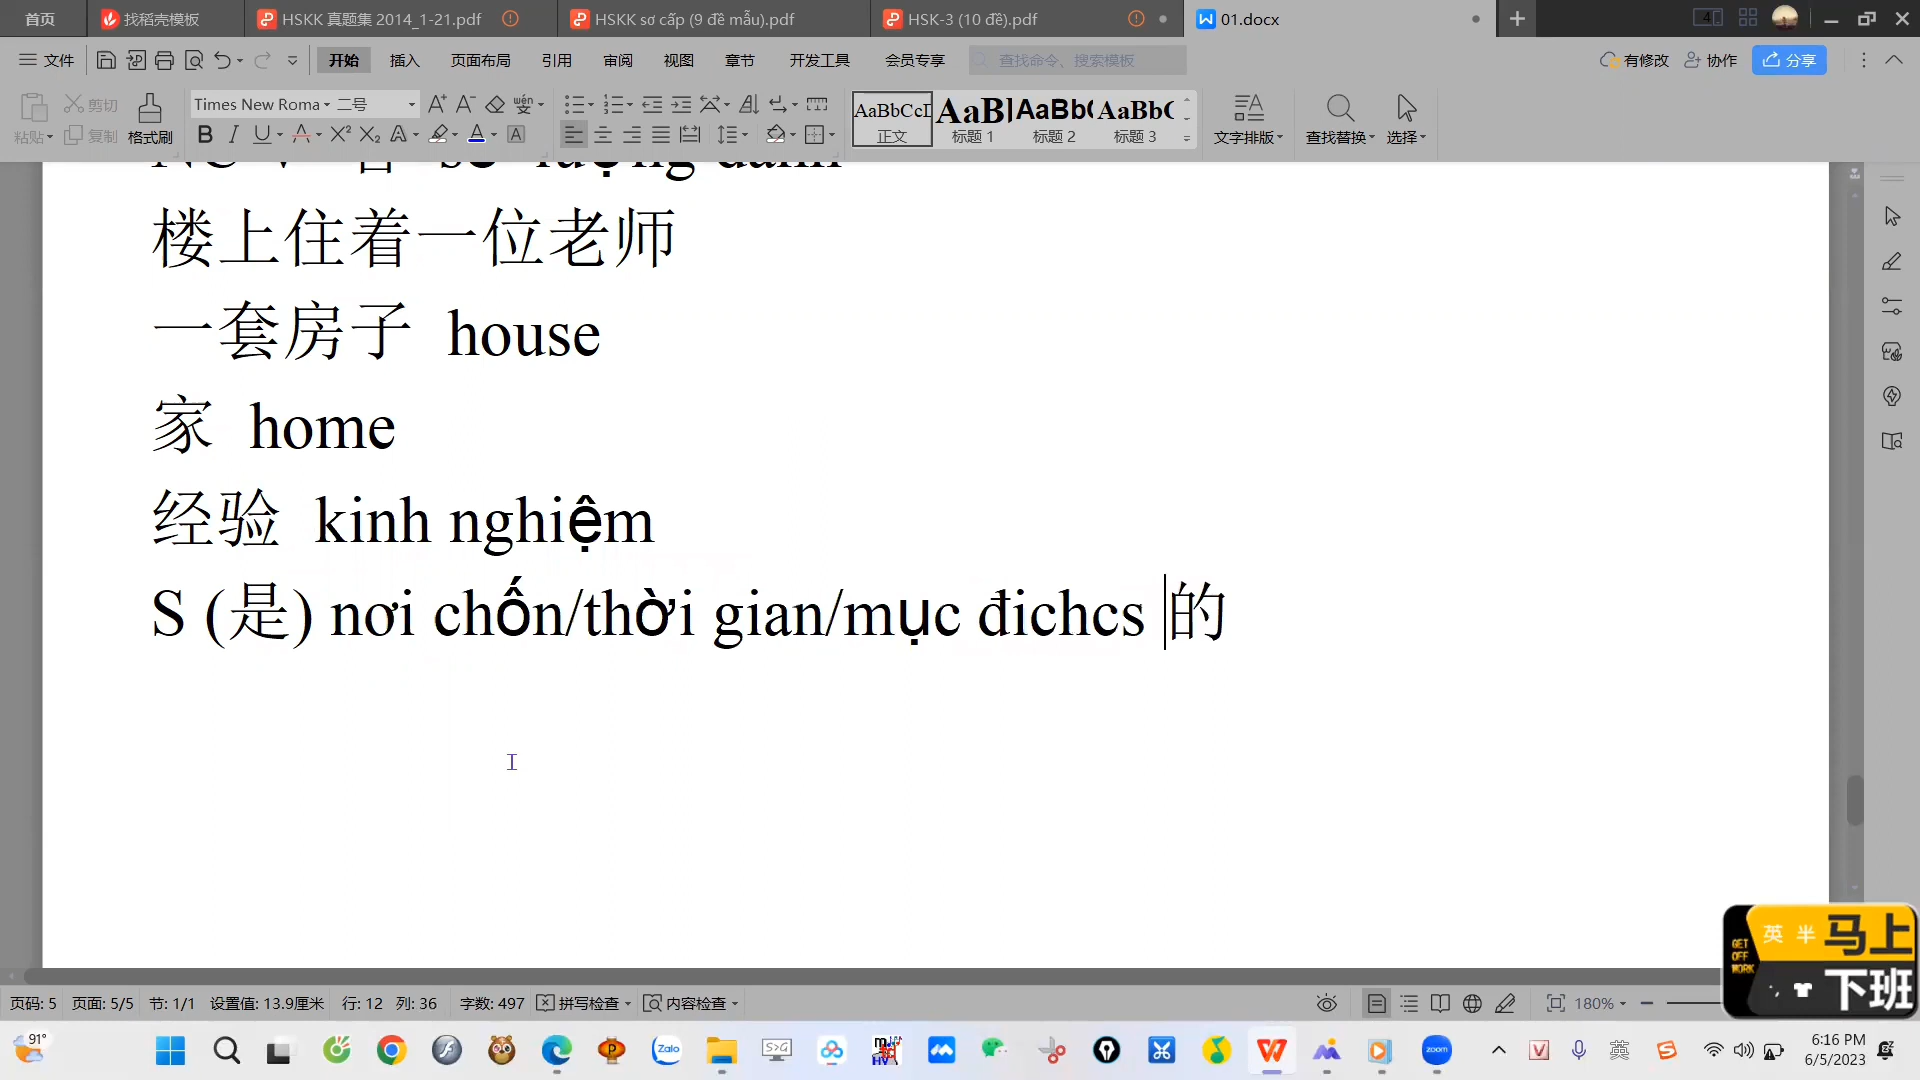 首页 找稻壳模板 HSKK 真题集 2014_1-21.pdf HSKK sơ cấp (9 đề mẫu).pdf HSK-3 (10 đề).pdf 01.docx
文件 开始 插入 页面布局 引用 审阅 视图 章节 开发工具 会员专享 查找命令、搜索模板 有修改 协作 分享
粘贴 剪切 复制 格式刷 Times New Roma 二号 AaBbCcD AaBl AaBb( AaBbC
正文 标题 1 标题 2 标题 3 文字排版 查找替换 选择
楼上住着一位老师
一套房子 house
家 home
经验 kinh nghiệm
S (是) nơi chốn/thời gian/mục đichcs 的
GET OFF WORK 英 半 马上
下班
页码: 5 页面: 5/5 节: 1/1 设置值: 13.9厘米 行: 12 列: 36 字数: 497 拼写检查 内容检查 180%
91° Zalo zoom 英 6:16 PM
6/5/2023